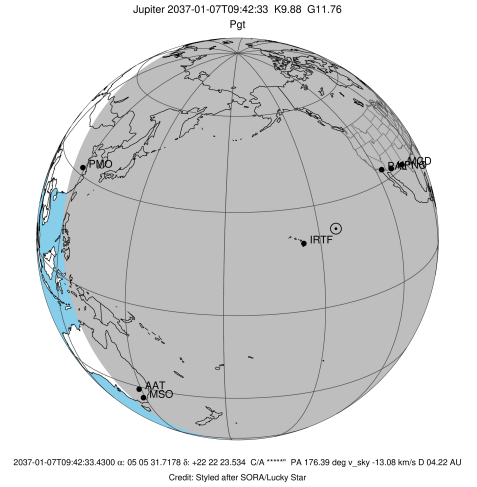 Jupiter 2037-01-07T09:42:33 K9.88 G11.76
Pgt
PMO
MGD
IRTF
AAT
MSO
2037-01-07T09:42:33.4300 α: 05 05 31.7178 δ: +22 22 23.534 C/A *****" PA 176.39 deg v_sky -13.08 km/s D 04.22 AU
Credit: Styled after SORA/Lucky Star